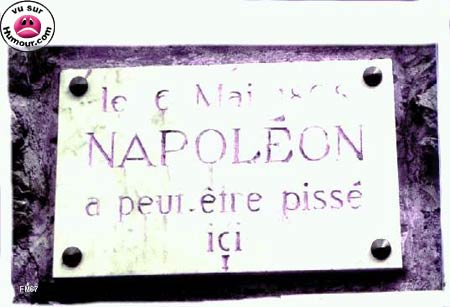 vu sur
Humour.com
le 6 Mai
NAPOLÉON
a peut-être pissé
ici